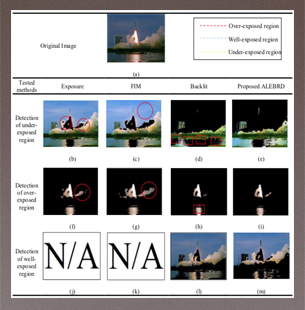 Original Image
Over-exposed region
Well-exposed region
Under-exposed region
(a)
Tested methods
Exposure
FIM
Backlit
Proposed ALEBRD
Detection of under-exposed region
(b)
(c)
(d)
(e)
Detection of over-exposed region
(f)
(g)
(h)
(i)
Detection of well-exposed region
N/A
N/A
(j)
(k)
(l)
(m)